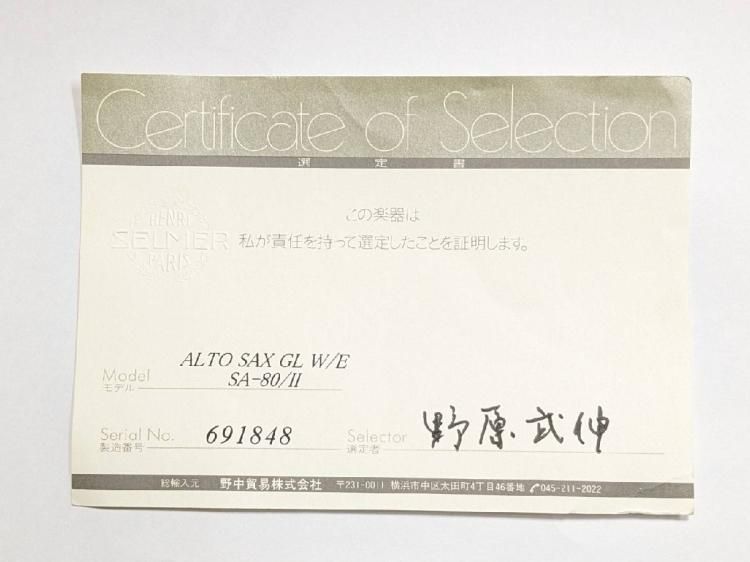 Certificate of Selection
選定書
HENRI
SELMER
PARIS
この楽器は
私が責任を持って選定したことを証明します。
ALTO SAX GL W/E
Model SA-80/II
モデル
Serial No. 691848 Selector 野原武伸
製造番号 選定者
総輸入元 野中貿易株式会社 〒231-0011 横浜市中区太田町4丁目46番地 045-211-2022